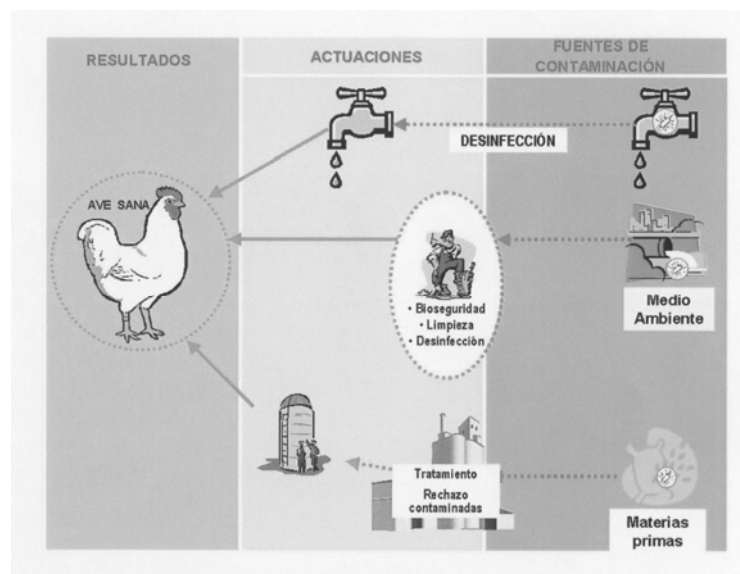 RESULTADOS
ACTUACIONES
FUENTES DE
CONTAMINACIÓN
DESINFECCIÓN
AVE SANA
• Bioseguridad
• Limpieza
• Desinfección
Medio
Ambiente
Tratamiento
Rechazo
contaminadas
Materias
primas